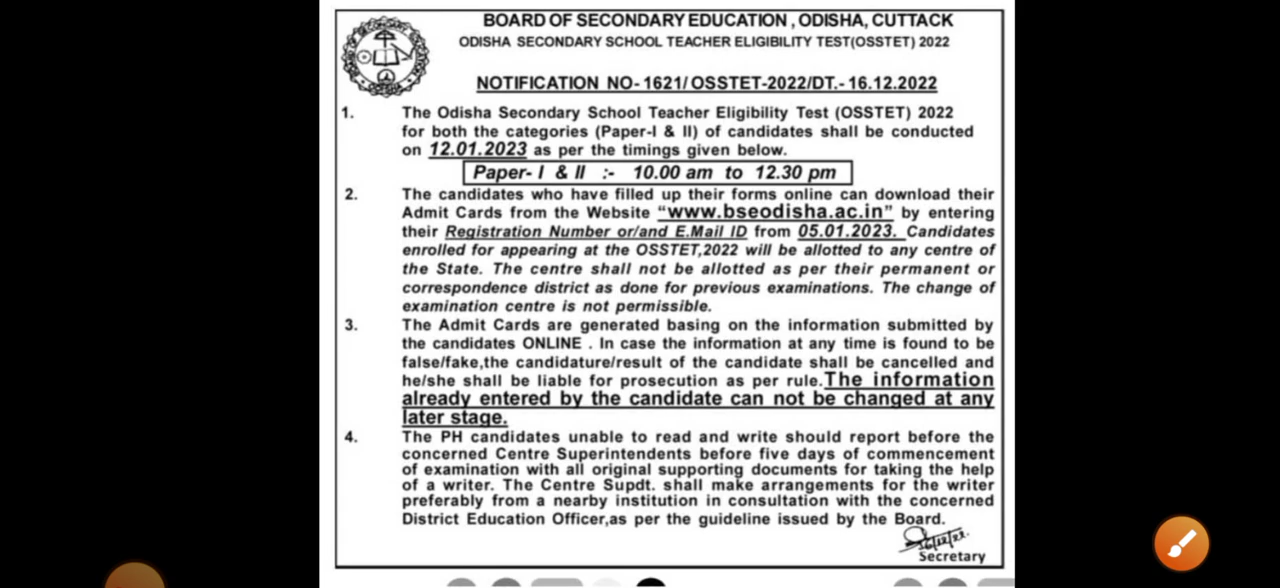 BOARD OF SECONDARY EDUCATION , ODISHA, CUTTACK
ODISHA SECONDARY SCHOOL TEACHER ELIGIBILITY TEST(OSSTET) 2022
NOTIFICATION NO- 1621/ OSSTET-2022/DT.- 16.12.2022
1. The Odisha Secondary School Teacher Eligibility Test (OSSTET) 2022
for both the categories (Paper-I & II) of candidates shall be conducted
on 12.01.2023 as per the timings given below.
Paper- I & II :- 10.00 am to 12.30 pm
2. The candidates who have filled up their forms online can download their
Admit Cards from the Website “www.bseodisha.ac.in” by entering
their Registration Number or/and E.Mail ID from 05.01.2023. Candidates
enrolled for appearing at the OSSTET,2022 will be allotted to any centre of
the State. The centre shall not be allotted as per their permanent or
correspondence district as done for previous examinations. The change of
examination centre is not permissible.
3. The Admit Cards are generated basing on the information submitted by
the candidates ONLINE . In case the information at any time is found to be
false/fake,the candidature/result of the candidate shall be cancelled and
he/she shall be liable for prosecution as per rule.The information
already entered by the candidate can not be changed at any
later stage.
4. The PH candidates unable to read and write should report before the
concerned Centre Superintendents before five days of commencement
of examination with all original supporting documents for taking the help
of a writer. The Centre Supdt. shall make arrangements for the writer
preferably from a nearby institution in consultation with the concerned
District Education Officer,as per the guideline issued by the Board.
Secretary